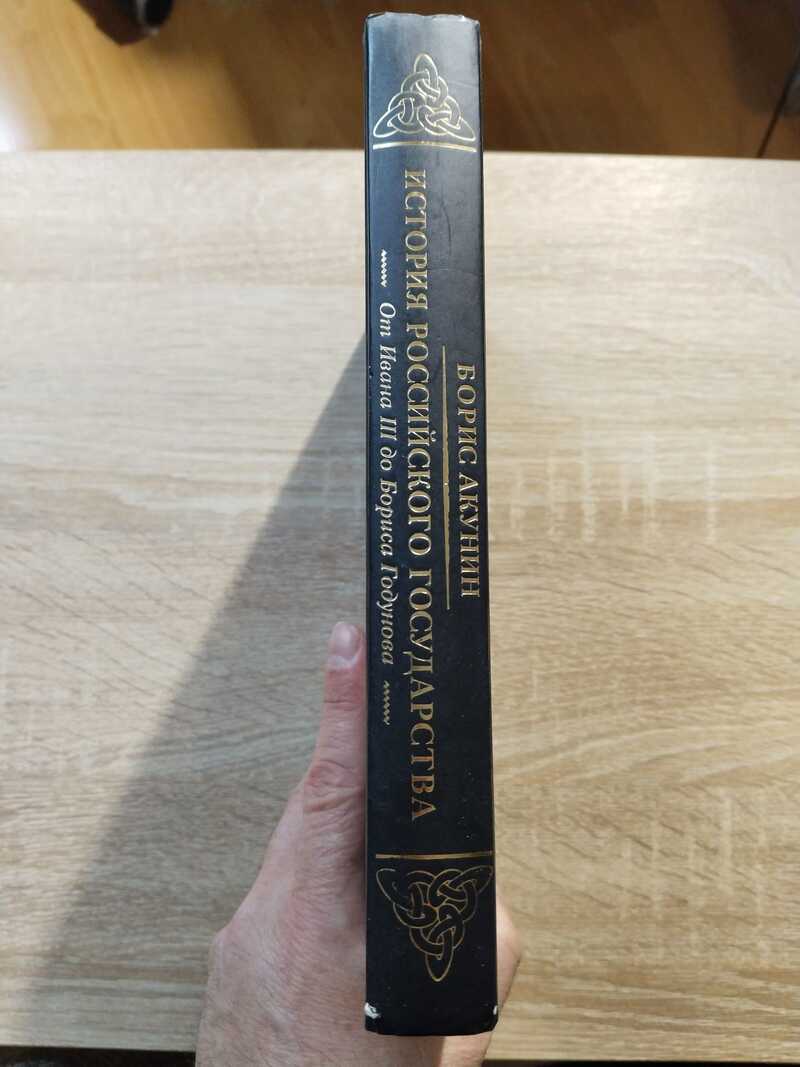 БОРИС АКУНИН
ИСТОРИЯ РОССИЙСКОГО ГОСУДАРСТВА
От Ивана III до Бориса Годунова